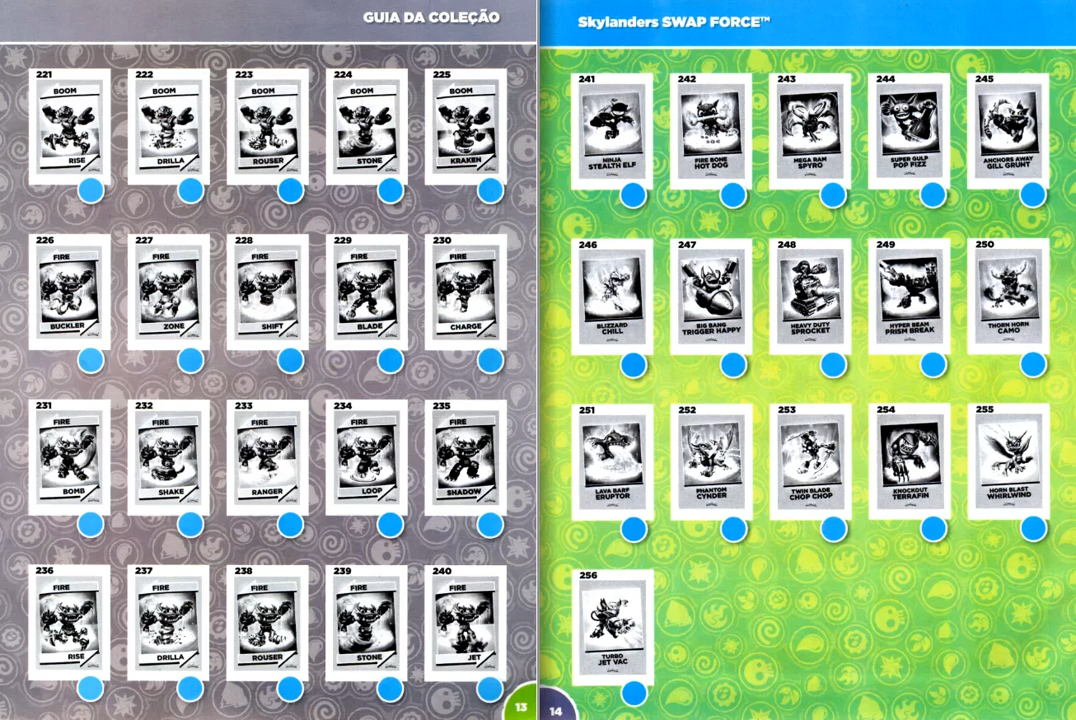 GUIA DA COLEÇÃO
221
BOOM
RISE
222
BOOM
DRILLA
223
BOOM
ROUSER
224
BOOM
STONE
225
BOOM
KRAKEN
226
FIRE
BUCKLER
227
FIRE
ZONE
228
FIRE
SHIFT
229
FIRE
BLADE
230
FIRE
CHARGE
231
FIRE
BOMB
232
FIRE
SHAKE
233
FIRE
RANGER
234
FIRE
LOOP
235
FIRE
SHADOW
236
FIRE
RISE
237
FIRE
DRILLA
238
FIRE
ROUSER
239
FIRE
STONE
240
FIRE
JET
13
Skylanders SWAP FORCE™
241
NINJA
STEALTH ELF
242
FIRE BONE
HOT DOG
243
MEGA RAM
SPYRO
244
SUPER GULP
POP FIZZ
245
ANCHORS AWAY
GILL GRUNT
246
BLIZZARD
CHILL
247
BIG BANG
TRIGGER HAPPY
248
HEAVY DUTY
SPROCKET
249
HYPER BEAM
PRISM BREAK
250
THORN HORN
CAMO
251
LAVA BARF
ERUPTOR
252
PHANTOM
CYNDER
253
TWIN BLADE
CHOP CHOP
254
KNOCKOUT
TERRAFIN
255
HORN BLAST
WHIRLWIND
256
TURBO
JET VAC
14